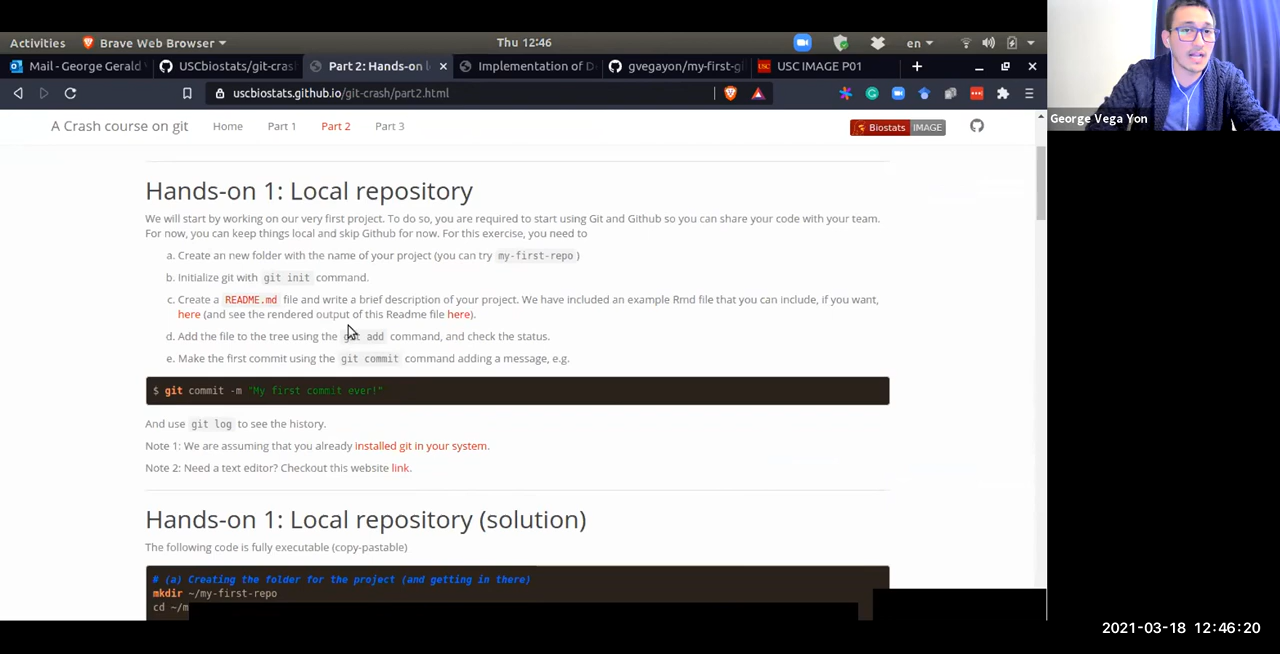 Activities Brave Web Browser Thu 12:46 en
Mail - George Gerald USCbiostats/git-cras Part 2: Hands-on Implementation of D gvegayon/my-first-gi USC IMAGE P01
uscbiostats.github.io/git-crash/part2.html
George Vega Yon
A Crash course on git Home Part 1 Part 2 Part 3 Biostats IMAGE
Hands-on 1: Local repository
We will start by working on our very first project. To do so, you are required to start using Git and Github so you can share your code with your team.
For now, you can keep things local and skip Github for now. For this exercise, you need to
a. Create an new folder with the name of your project (you can try my-first-repo)
b. Initialize git with git init command.
c. Create a README.md file and write a brief description of your project. We have included an example Rmd file that you can include, if you want,
here (and see the rendered output of this Readme file here).
d. Add the file to the tree using the git add command, and check the status.
e. Make the first commit using the git commit command adding a message, e.g.
$ git commit -m "My first commit ever!"
And use git log to see the history.
Note 1: We are assuming that you already installed git in your system.
Note 2: Need a text editor? Checkout this website link.
Hands-on 1: Local repository (solution)
The following code is fully executable (copy-pastable)
# (a) Creating the folder for the project (and getting in there)
mkdir ~/my-first-repo
cd ~/m
2021-03-18 12:46:20